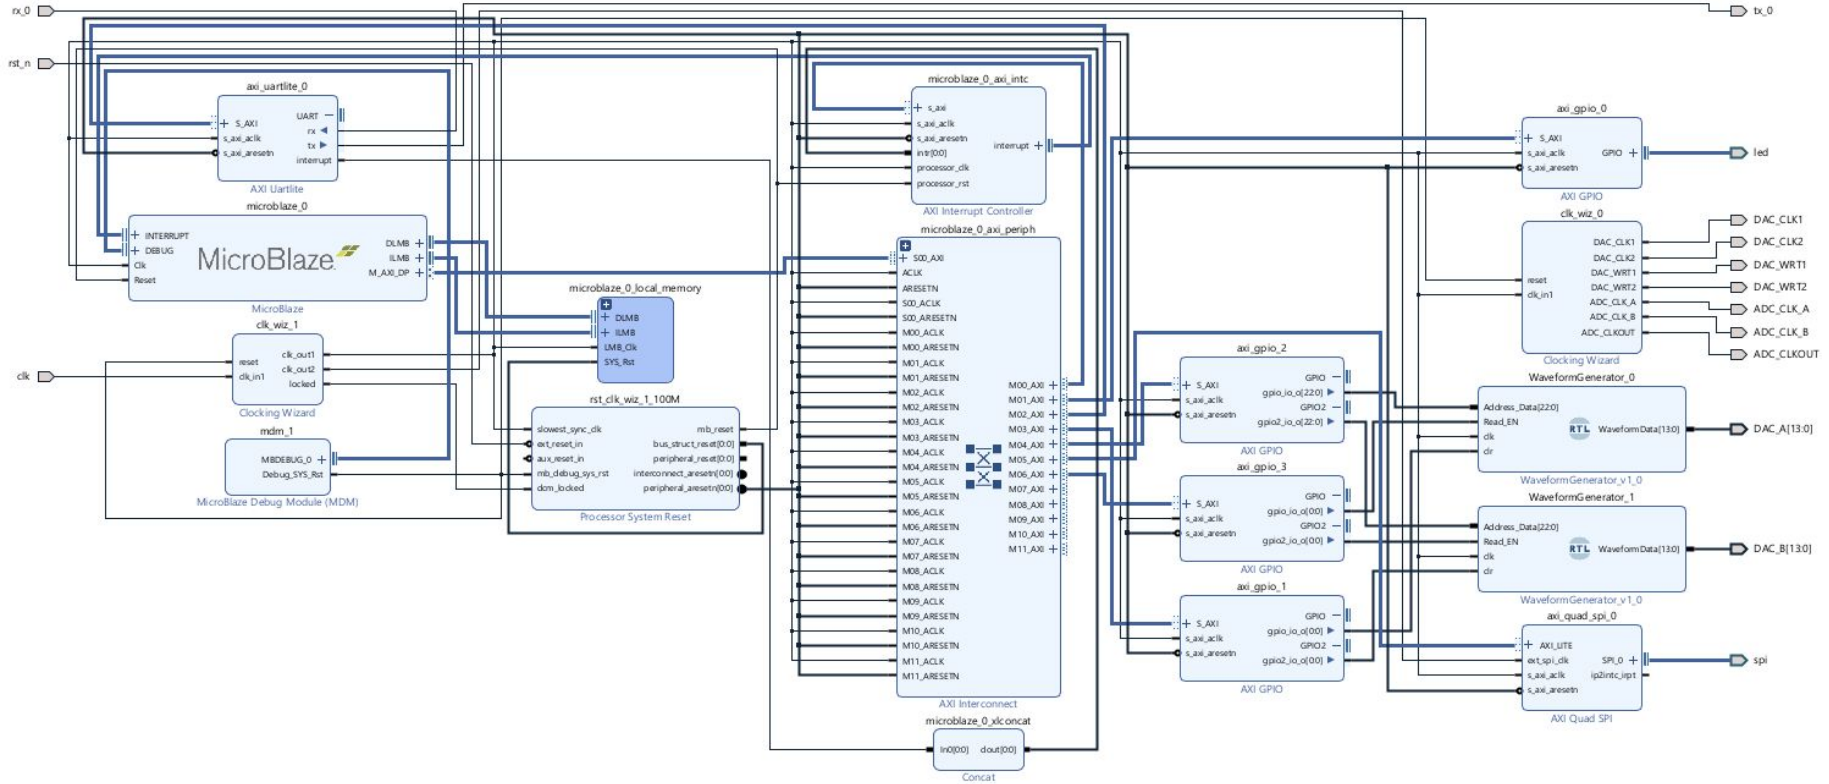 rx_0
tx_0
rst_n
clk
axi_uartlite_0
S_AXI
s_axi_aclk
s_axi_aresetn
UART
rx
tx
interrupt
AXI Uartlite
microblaze_0
INTERRUPT
DEBUG
Clk
Reset
MicroBlaze
DLMB
ILMB
M_AXI_DP
MicroBlaze
clk_wiz_1
reset
clk_in1
clk_out1
clk_out2
locked
Clocking Wizard
mdm_1
MBDEBUG_0
Debug_SYS_Rst
MicroBlaze Debug Module (MDM)
microblaze_0_local_memory
DLMB
ILMB
LMB_Clk
SYS_Rst
rst_clk_wiz_1_100M
slowest_sync_clk
ext_reset_in
aux_reset_in
mb_debug_sys_rst
dcm_locked
mb_reset
bus_struct_reset[0:0]
peripheral_reset[0:0]
interconnect_aresetn[0:0]
peripheral_aresetn[0:0]
Processor System Reset
microblaze_0_axi_intc
s_axi
s_axi_aclk
s_axi_aresetn
intr[0:0]
processor_clk
processor_rst
interrupt
AXI Interrupt Controller
microblaze_0_axi_periph
S00_AXI
ACLK
ARESETN
S00_ACLK
S00_ARESETN
M00_ACLK
M00_ARESETN
M01_ACLK
M01_ARESETN
M02_ACLK
M02_ARESETN
M03_ACLK
M03_ARESETN
M04_ACLK
M04_ARESETN
M05_ACLK
M05_ARESETN
M06_ACLK
M06_ARESETN
M07_ACLK
M07_ARESETN
M08_ACLK
M08_ARESETN
M09_ACLK
M09_ARESETN
M10_ACLK
M10_ARESETN
M11_ACLK
M11_ARESETN
M00_AXI
M01_AXI
M02_AXI
M03_AXI
M04_AXI
M05_AXI
M06_AXI
M07_AXI
M08_AXI
M09_AXI
M10_AXI
M11_AXI
AXI Interconnect
microblaze_0_xlconcat
In0[0:0]
dout[0:0]
Concat
axi_gpio_2
S_AXI
s_axi_aclk
s_axi_aresetn
GPIO
gpio_io_o[22:0]
GPIO2
gpio2_io_o[22:0]
AXI GPIO
axi_gpio_3
S_AXI
s_axi_aclk
s_axi_aresetn
GPIO
gpio_io_o[0:0]
GPIO2
gpio2_io_o[0:0]
AXI GPIO
axi_gpio_1
S_AXI
s_axi_aclk
s_axi_aresetn
GPIO
gpio_io_o[0:0]
GPIO2
gpio2_io_o[0:0]
AXI GPIO
axi_gpio_0
S_AXI
s_axi_aclk
s_axi_aresetn
GPIO
AXI GPIO
led
clk_wiz_0
reset
clk_in1
DAC_CLK1
DAC_CLK2
DAC_WRT1
DAC_WRT2
ADC_CLK_A
ADC_CLK_B
ADC_CLKOUT
Clocking Wizard
DAC_CLK1
DAC_CLK2
DAC_WRT1
DAC_WRT2
ADC_CLK_A
ADC_CLK_B
ADC_CLKOUT
WaveformGenerator_0
Address_Data[22:0]
Read_EN
clk
clr
RTL
WaveformData[13:0]
WaveformGenerator_v1_0
DAC_A[13:0]
WaveformGenerator_1
Address_Data[22:0]
Read_EN
clk
clr
RTL
WaveformData[13:0]
WaveformGenerator_v1_0
DAC_B[13:0]
axi_quad_spi_0
AXI_LITE
ext_spi_clk
s_axi_aclk
s_axi_aresetn
SPI_0
ip2intc_irpt
AXI Quad SPI
spi